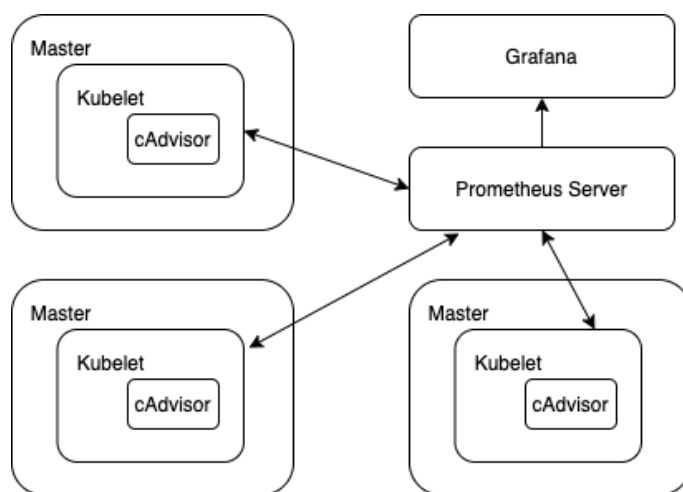 Master
Kubelet
cAdvisor
Grafana
Prometheus Server
Master
Kubelet
cAdvisor
Master
Kubelet
cAdvisor